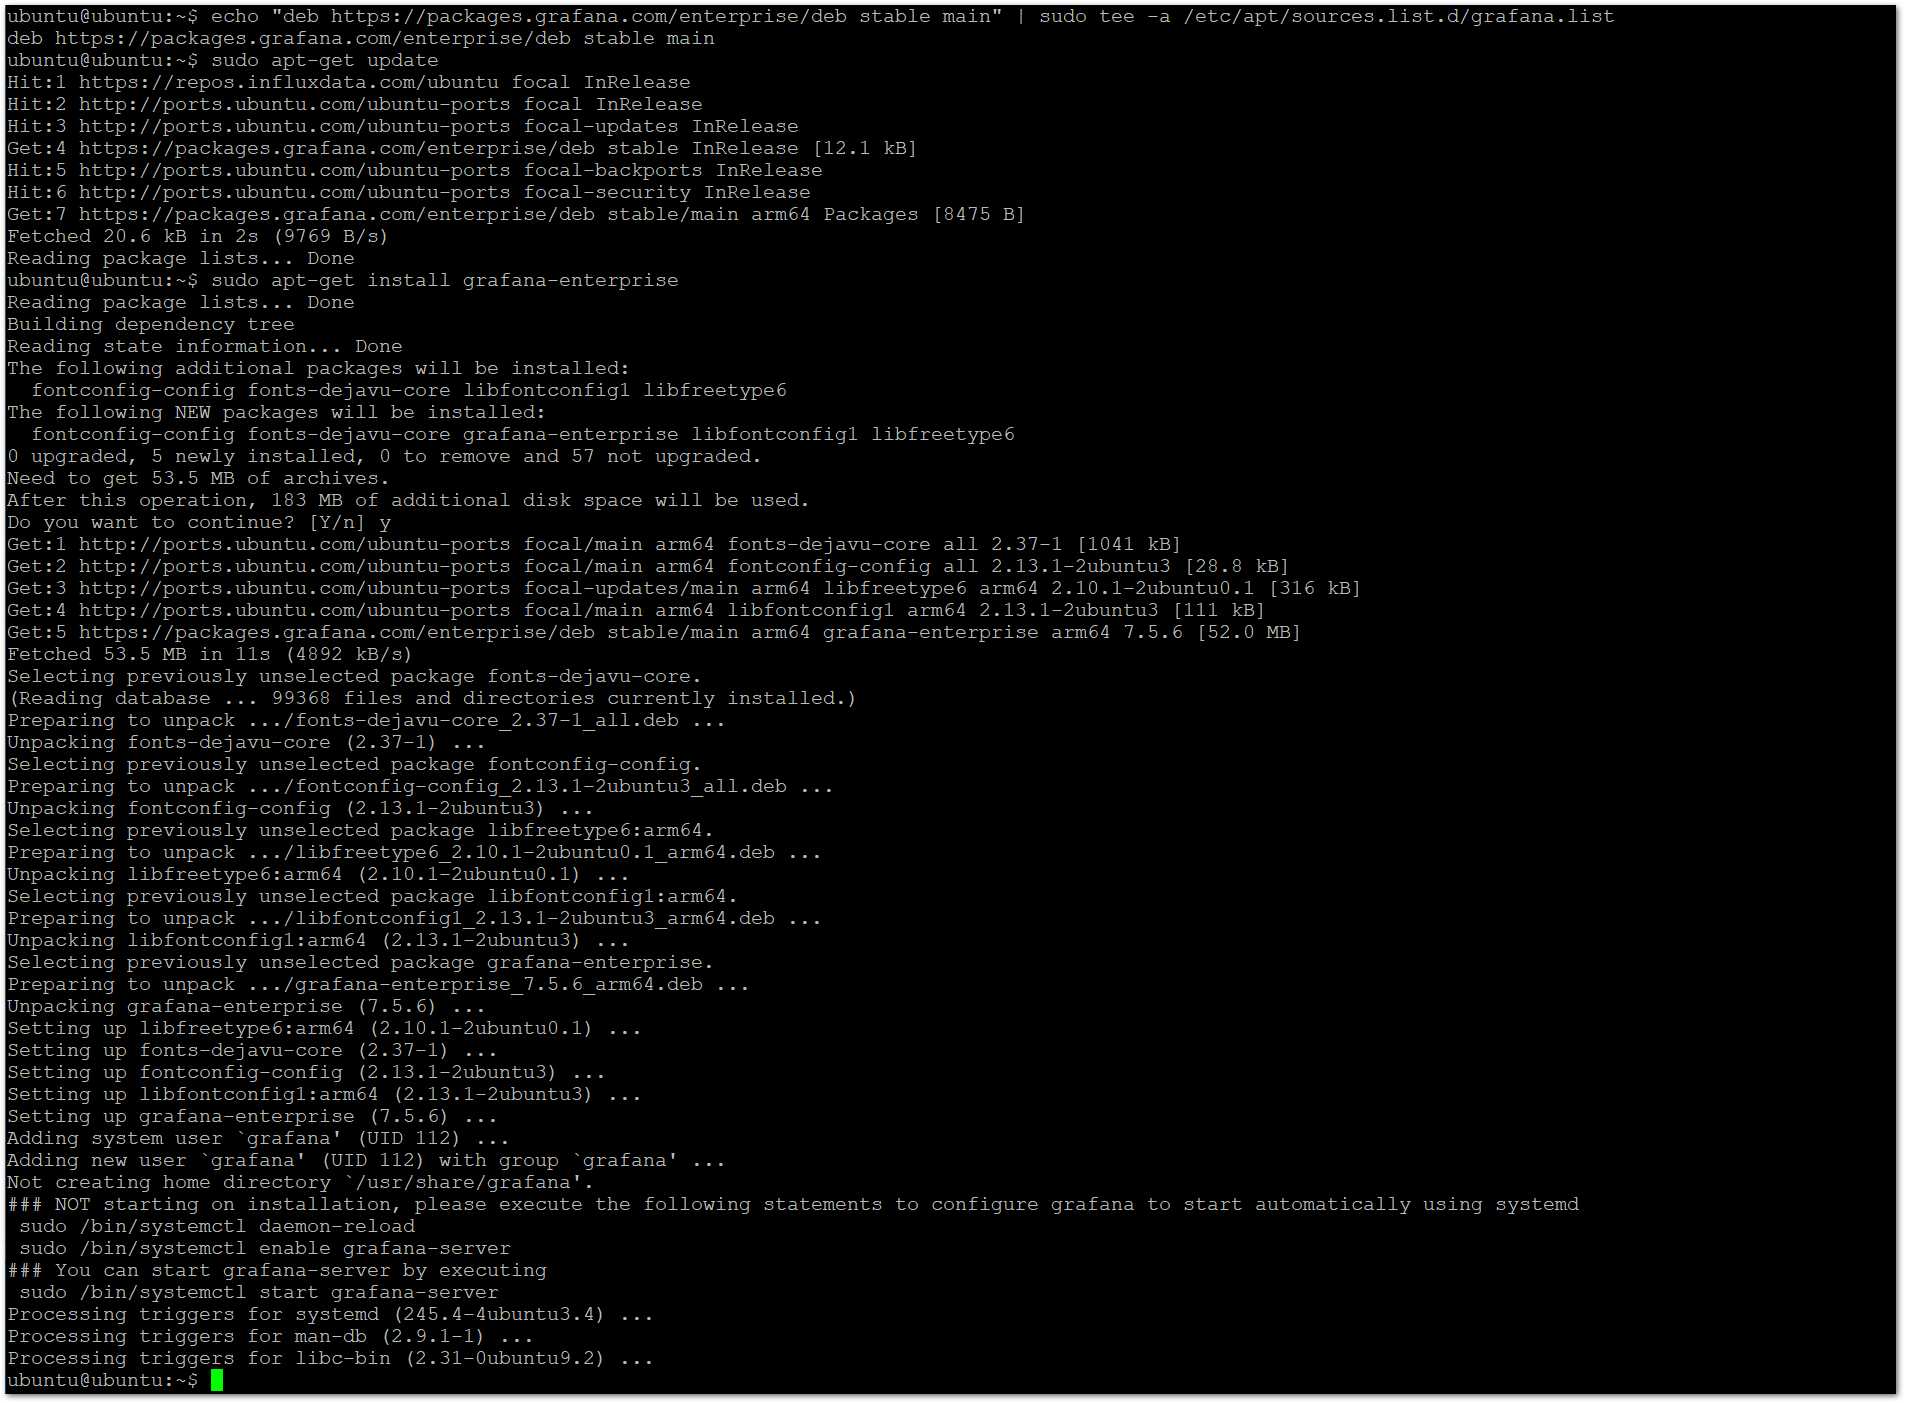 ubuntu@ubuntu:~$ echo "deb https://packages.grafana.com/enterprise/deb stable main" | sudo tee -a /etc/apt/sources.list.d/grafana.list
deb https://packages.grafana.com/enterprise/deb stable main
ubuntu@ubuntu:~$ sudo apt-get update
Hit:1 https://repos.influxdata.com/ubuntu focal InRelease
Hit:2 http://ports.ubuntu.com/ubuntu-ports focal InRelease
Hit:3 http://ports.ubuntu.com/ubuntu-ports focal-updates InRelease
Get:4 https://packages.grafana.com/enterprise/deb stable InRelease [12.1 kB]
Hit:5 http://ports.ubuntu.com/ubuntu-ports focal-backports InRelease
Hit:6 http://ports.ubuntu.com/ubuntu-ports focal-security InRelease
Get:7 https://packages.grafana.com/enterprise/deb stable/main arm64 Packages [8475 B]
Fetched 20.6 kB in 2s (9769 B/s)
Reading package lists... Done
ubuntu@ubuntu:~$ sudo apt-get install grafana-enterprise
Reading package lists... Done
Building dependency tree
Reading state information... Done
The following additional packages will be installed:
  fontconfig-config fonts-dejavu-core libfontconfig1 libfreetype6
The following NEW packages will be installed:
  fontconfig-config fonts-dejavu-core grafana-enterprise libfontconfig1 libfreetype6
0 upgraded, 5 newly installed, 0 to remove and 57 not upgraded.
Need to get 53.5 MB of archives.
After this operation, 183 MB of additional disk space will be used.
Do you want to continue? [Y/n] y
Get:1 http://ports.ubuntu.com/ubuntu-ports focal/main arm64 fonts-dejavu-core all 2.37-1 [1041 kB]
Get:2 http://ports.ubuntu.com/ubuntu-ports focal/main arm64 fontconfig-config all 2.13.1-2ubuntu3 [28.8 kB]
Get:3 http://ports.ubuntu.com/ubuntu-ports focal-updates/main arm64 libfreetype6 arm64 2.10.1-2ubuntu0.1 [316 kB]
Get:4 http://ports.ubuntu.com/ubuntu-ports focal/main arm64 libfontconfig1 arm64 2.13.1-2ubuntu3 [111 kB]
Get:5 https://packages.grafana.com/enterprise/deb stable/main arm64 grafana-enterprise arm64 7.5.6 [52.0 MB]
Fetched 53.5 MB in 11s (4892 kB/s)
Selecting previously unselected package fonts-dejavu-core.
(Reading database ... 99368 files and directories currently installed.)
Preparing to unpack .../fonts-dejavu-core_2.37-1_all.deb ...
Unpacking fonts-dejavu-core (2.37-1) ...
Selecting previously unselected package fontconfig-config.
Preparing to unpack .../fontconfig-config_2.13.1-2ubuntu3_all.deb ...
Unpacking fontconfig-config (2.13.1-2ubuntu3) ...
Selecting previously unselected package libfreetype6:arm64.
Preparing to unpack .../libfreetype6_2.10.1-2ubuntu0.1_arm64.deb ...
Unpacking libfreetype6:arm64 (2.10.1-2ubuntu0.1) ...
Selecting previously unselected package libfontconfig1:arm64.
Preparing to unpack .../libfontconfig1_2.13.1-2ubuntu3_arm64.deb ...
Unpacking libfontconfig1:arm64 (2.13.1-2ubuntu3) ...
Selecting previously unselected package grafana-enterprise.
Preparing to unpack .../grafana-enterprise_7.5.6_arm64.deb ...
Unpacking grafana-enterprise (7.5.6) ...
Setting up libfreetype6:arm64 (2.10.1-2ubuntu0.1) ...
Setting up fonts-dejavu-core (2.37-1) ...
Setting up fontconfig-config (2.13.1-2ubuntu3) ...
Setting up libfontconfig1:arm64 (2.13.1-2ubuntu3) ...
Setting up grafana-enterprise (7.5.6) ...
Adding system user `grafana' (UID 112) ...
Adding new user `grafana' (UID 112) with group `grafana' ...
Not creating home directory `/usr/share/grafana'.
### NOT starting on installation, please execute the following statements to configure grafana to start automatically using systemd
 sudo /bin/systemctl daemon-reload
 sudo /bin/systemctl enable grafana-server
### You can start grafana-server by executing
 sudo /bin/systemctl start grafana-server
Processing triggers for systemd (245.4-4ubuntu3.4) ...
Processing triggers for man-db (2.9.1-1) ...
Processing triggers for libc-bin (2.31-0ubuntu9.2) ...
ubuntu@ubuntu:~$